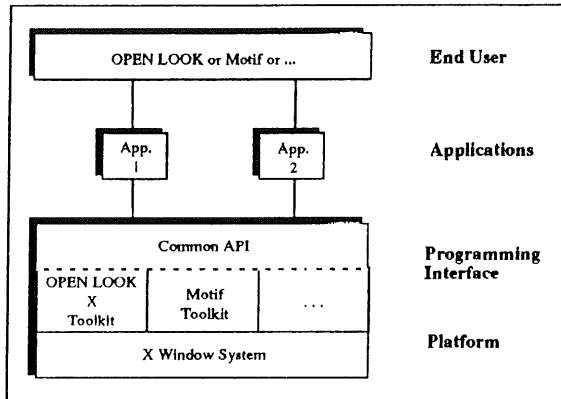 OPEN LOOK or Motif or ...
End User
App.
1
App.
2
Applications
Common API
Programming
Interface
OPEN LOOK
X
Toolkit
Motif
Toolkit
. . .
X Window System
Platform